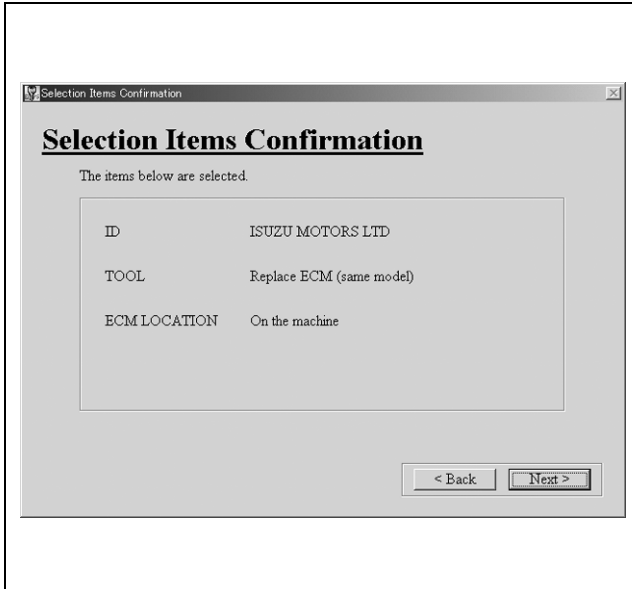 Selection Items Confirmation
Selection Items Confirmation
The items below are selected.
ID ISUZU MOTORS LTD
TOOL Replace ECM (same model)
ECM LOCATION On the machine
< Back Next >